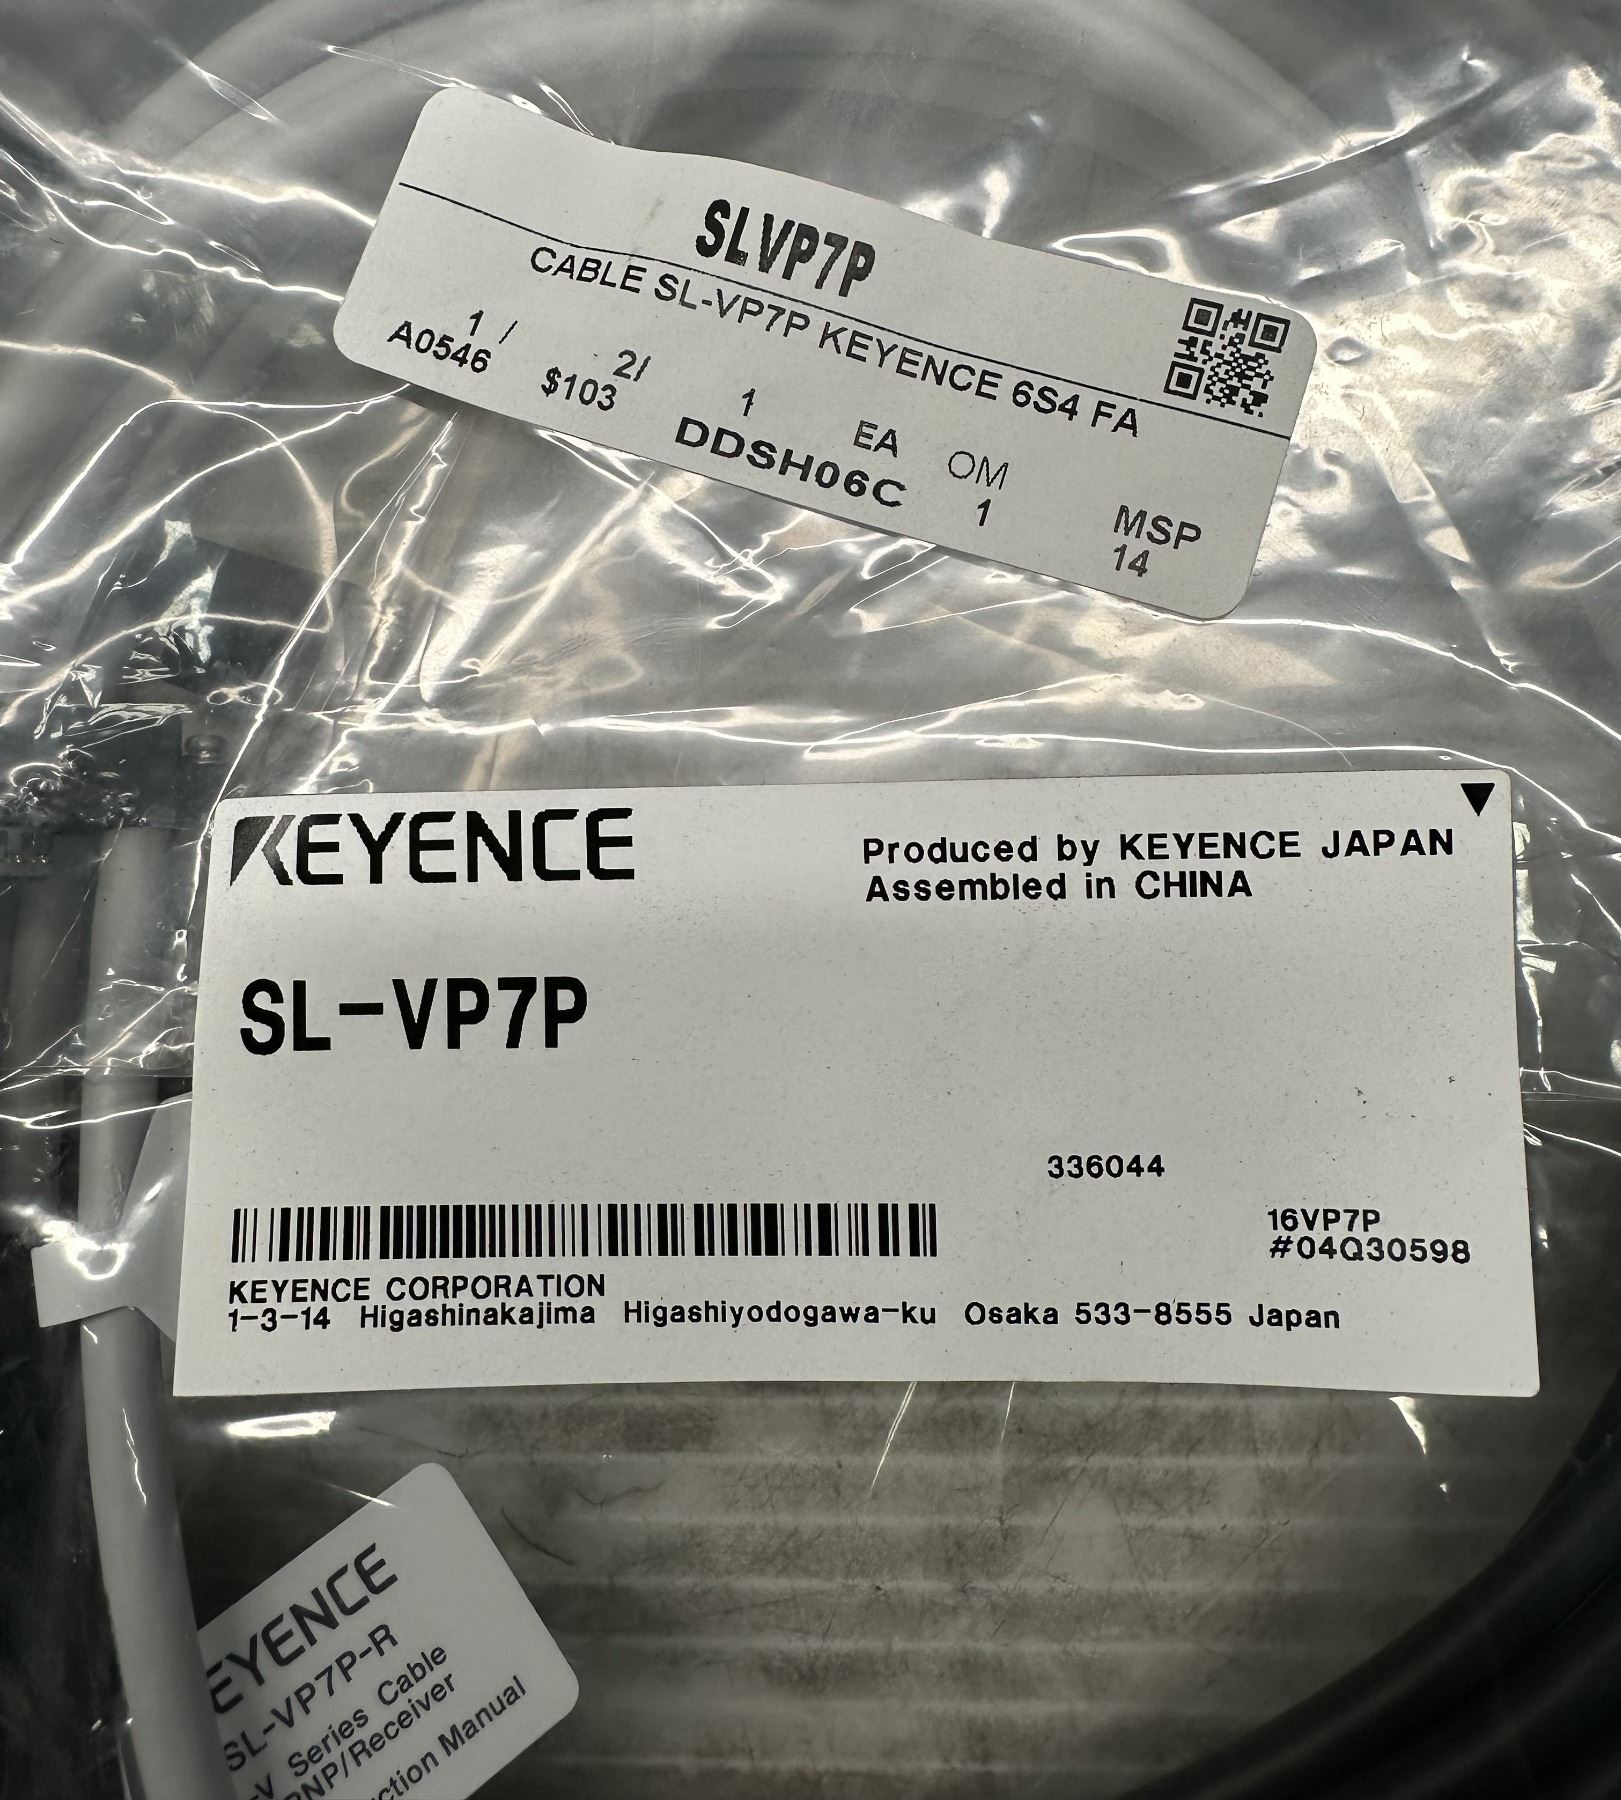 SLVP7P
CABLE SL-VP7P KEYENCE 6S4 FA
1 / 2/ 1 EA OM MSP
A0546 $103 DDSH06C 1 14
KEYENCE
Produced by KEYENCE JAPAN
Assembled in CHINA
SL-VP7P
336044
16VP7P
#04Q30598
KEYENCE CORPORATION
1-3-14 Higashinakajima Higashiyodogawa-ku Osaka 533-8555 Japan
EYENCE
SL-VP7P-R
-V Series Cable
PNP/Receiver
ction Manual